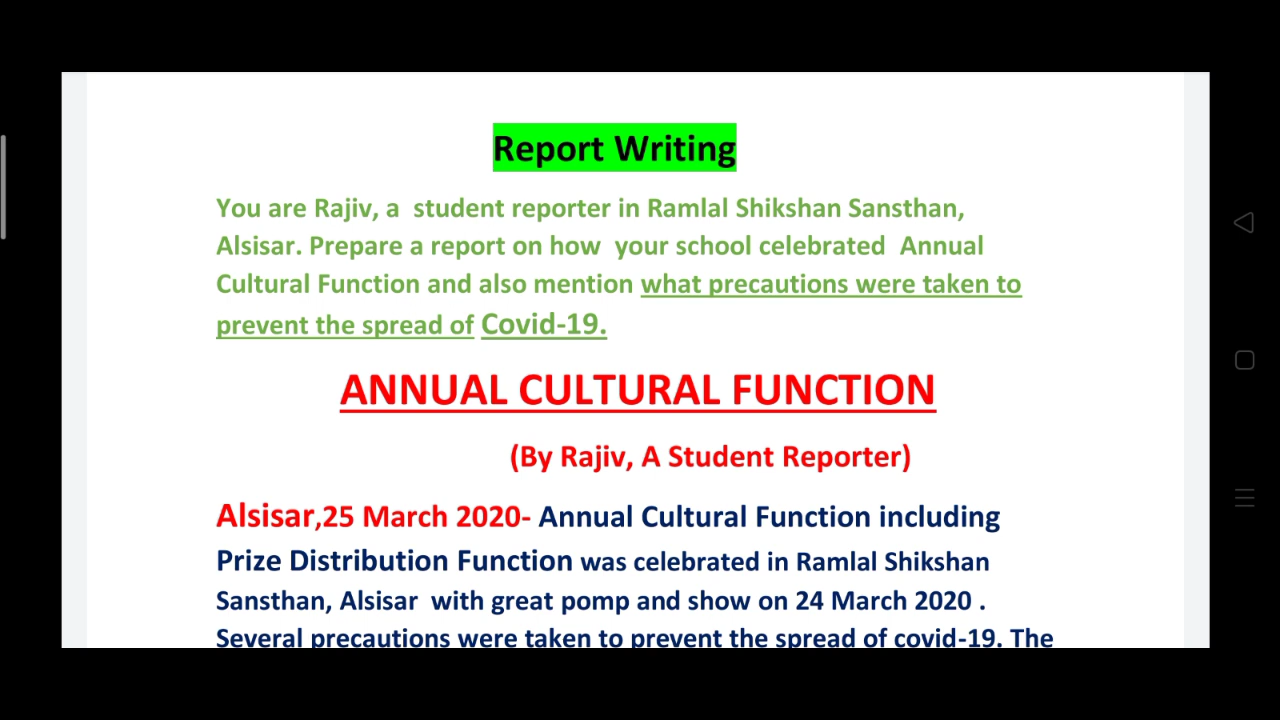 Report Writing
You are Rajiv, a student reporter in Ramlal Shikshan Sansthan,
Alsisar. Prepare a report on how your school celebrated Annual
Cultural Function and also mention what precautions were taken to
prevent the spread of Covid-19.
ANNUAL CULTURAL FUNCTION
(By Rajiv, A Student Reporter)
Alsisar,25 March 2020- Annual Cultural Function including
Prize Distribution Function was celebrated in Ramlal Shikshan
Sansthan, Alsisar with great pomp and show on 24 March 2020 .
Several precautions were taken to prevent the spread of covid-19. The